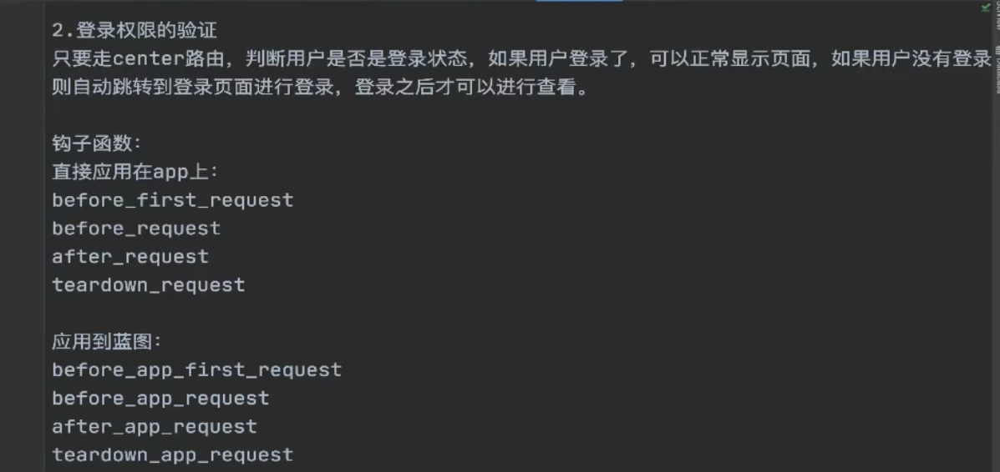 2.登录权限的验证
只要走center路由，判断用户是否是登录状态，如果用户登录了，可以正常显示页面，如果用户没有登录
则自动跳转到登录页面进行登录，登录之后才可以进行查看。
钩子函数：
直接应用在app上：
before_first_request
before_request
after_request
teardown_request
应用到蓝图：
before_app_first_request
before_app_request
after_app_request
teardown_app_request